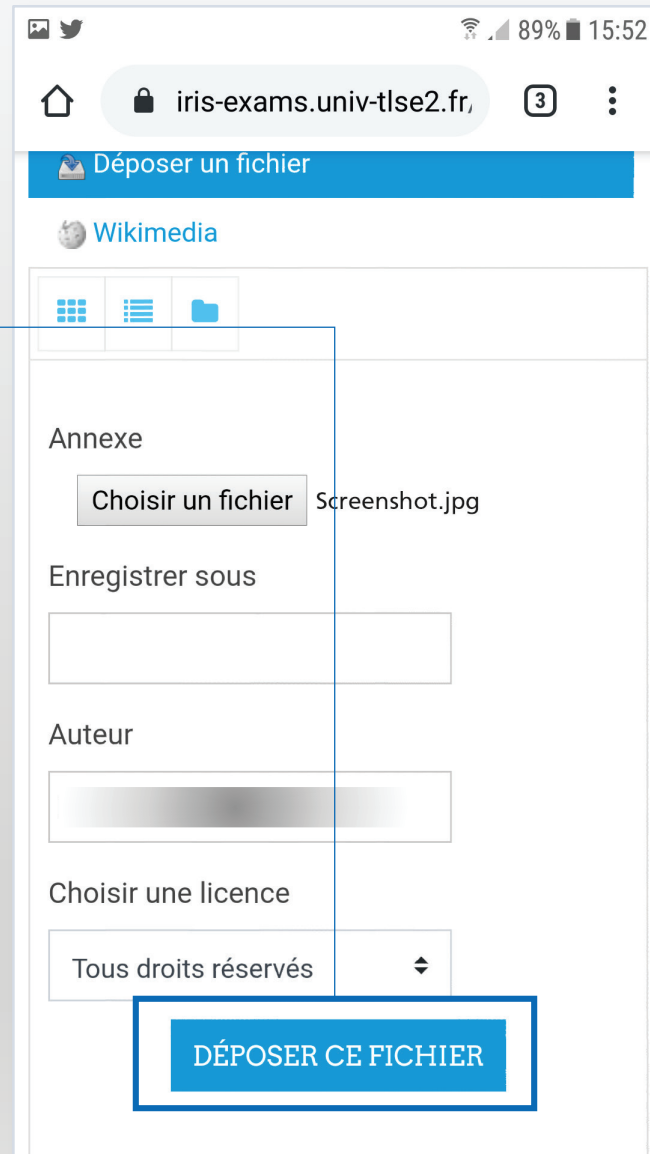 89% 15:52
iris-exams.univ-tlse2.fr/ 3
Déposer un fichier
Wikimedia
Annexe
Choisir un fichier Screenshot.jpg
Enregistrer sous
Auteur
Choisir une licence
Tous droits réservés
DÉPOSER CE FICHIER